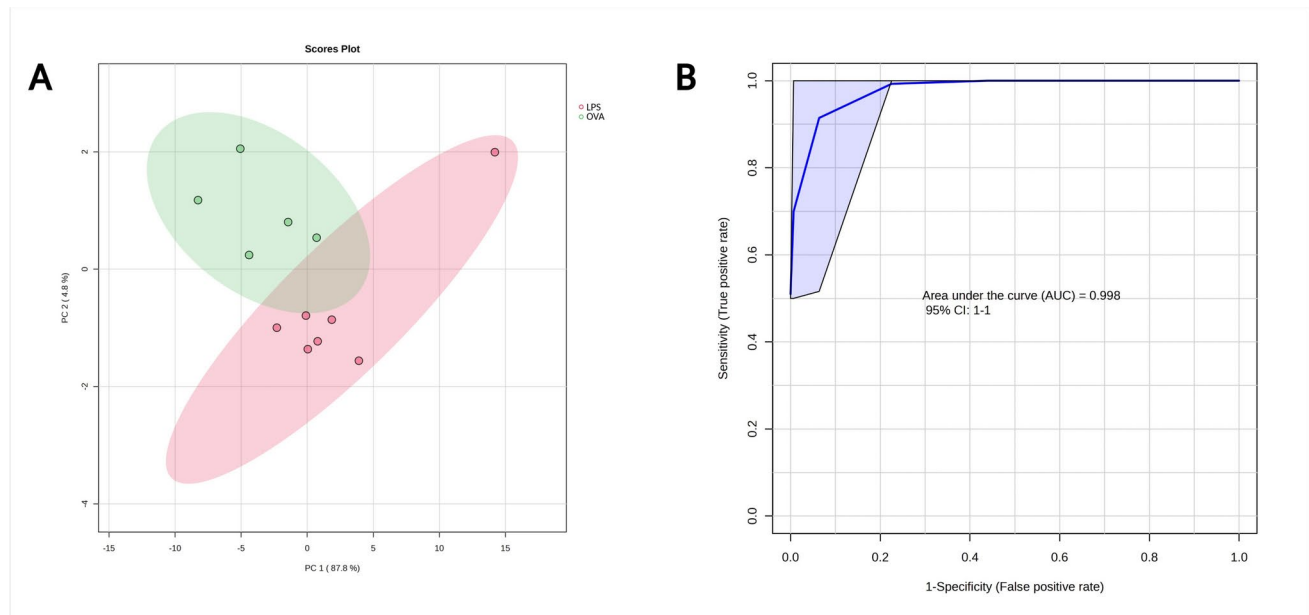 A
Scores Plot
LPS
OVA
PC 2 ( 4.8 %)
2
0
-2
-4
-15
-10
-5
0
5
10
15
PC 1 ( 87.8 %)
B
Sensitivity (True positive rate)
1.0
0.8
0.6
0.4
0.2
0.0
Area under the curve (AUC) = 0.998
95% CI: 1-1
0.0
0.2
0.4
0.6
0.8
1.0
1-Specificity (False positive rate)